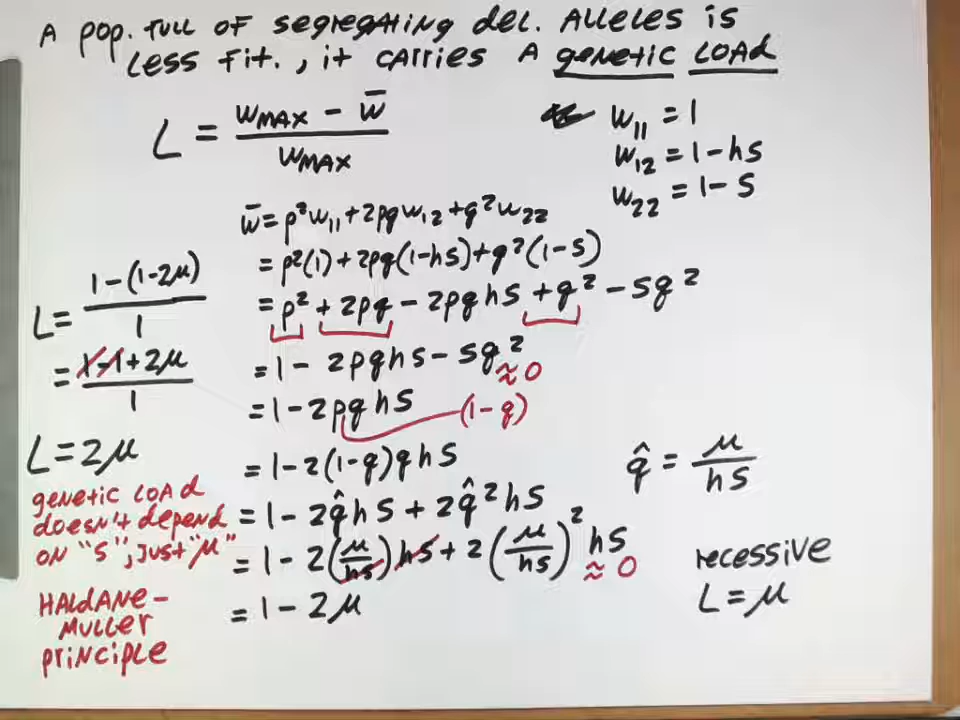 A pop. full of segregating del. Alleles is
less fit., it carries a genetic load
L = (wMAX − w̄) / wMAX
w₁₁ = 1
w₁₂ = 1 − hs
w₂₂ = 1 − s
w̄ = p²w₁₁ + 2pqw₁₂ + q²w₂₂
= p²(1) + 2pq(1−hs) + q²(1−s)
= p² + 2pq − 2pqhs + q² − sq²
= 1 − 2pqhs − sq² ≈0
= 1 − 2pqhs (1−q)
= 1 − 2(1−q)qhs
= 1 − 2q̂hs + 2q̂²hs
= 1 − 2(μ/hs)hs + 2(μ/hs)²hs ≈0
= 1 − 2μ
L = (1 − (1−2μ)) / 1
= (1 − 1 + 2μ) / 1
L = 2μ
genetic load
doesn't depend
on "s", just "μ"
Haldane–
Muller
principle
q̂ = μ / hs
recessive
L = μ